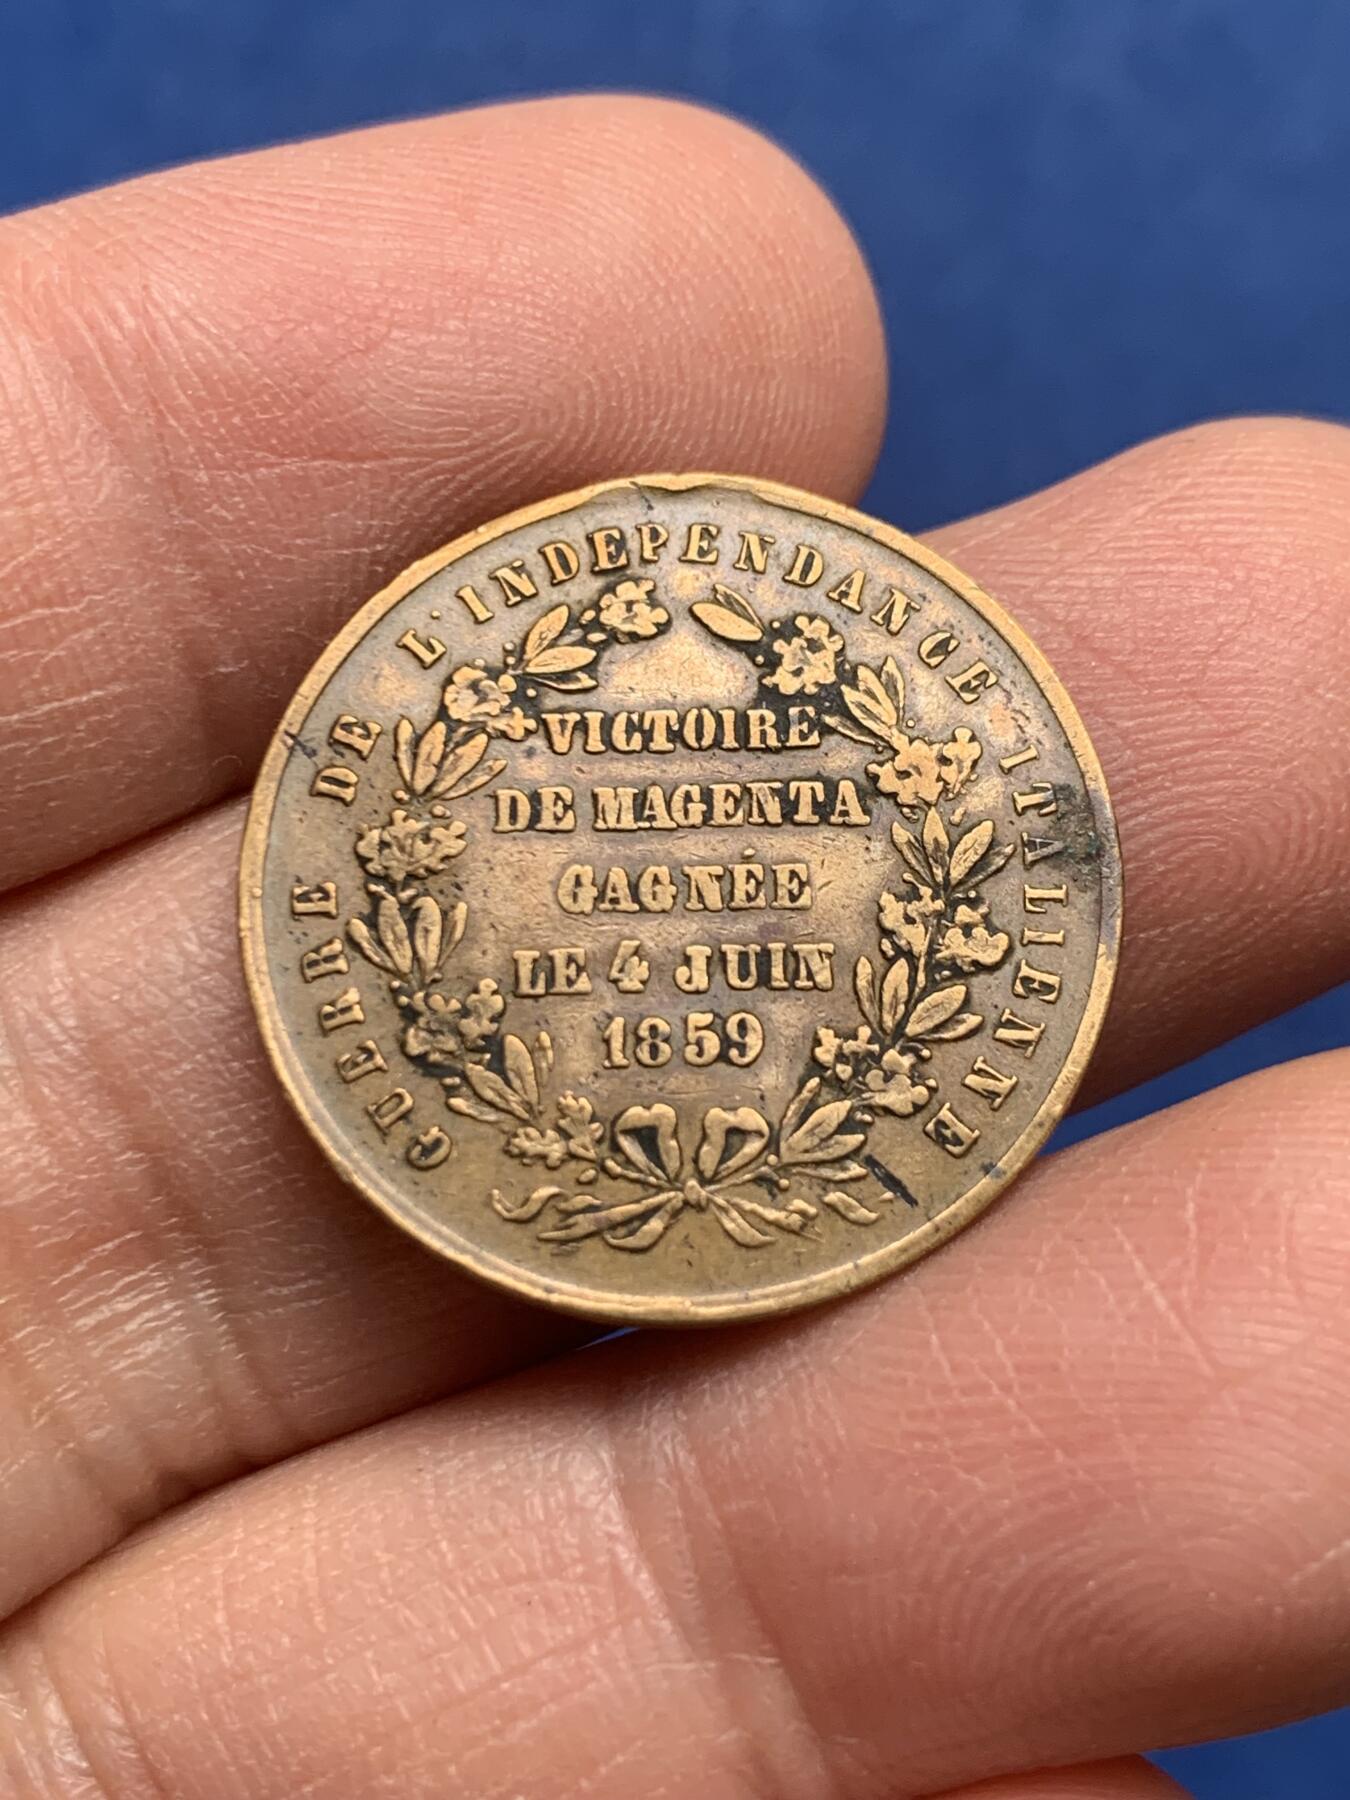 GUERRE DE L'INDEPENDANCE ITALIENNE
VICTOIRE
DE MAGENTA
GAGNÉE
LE 4 JUIN
1859